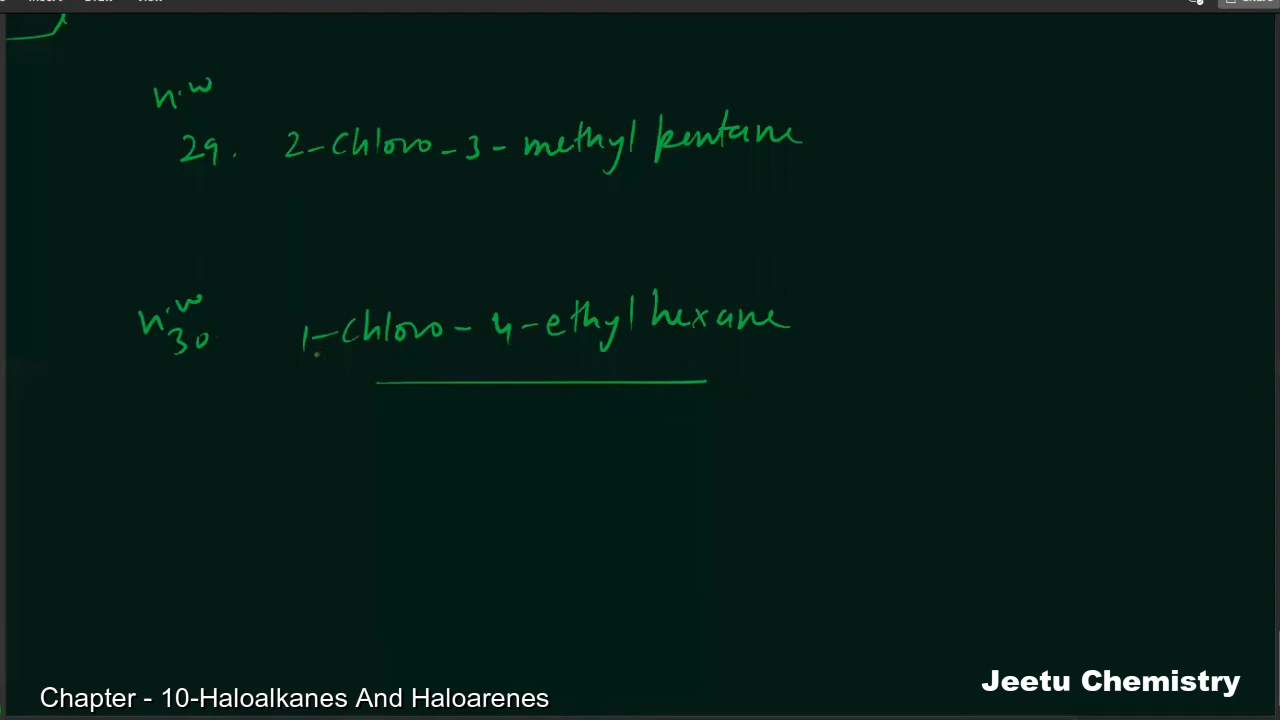 h.w
29. 2-Chloro-3-methyl pentane
h.w
30 1-Chloro-4-ethyl hexane
Jeetu Chemistry
Chapter - 10-Haloalkanes And Haloarenes